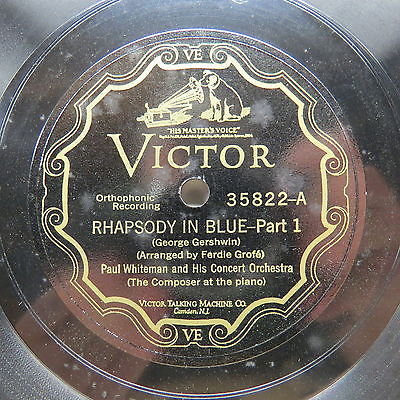 VE
"HIS MASTER'S VOICE"
VICTOR
Orthophonic
Recording
35822-A
RHAPSODY IN BLUE-Part 1
(George Gershwin)
(Arranged by Ferdie Grofé)
Paul Whiteman and His Concert Orchestra
(The Composer at the piano)
VICTOR TALKING MACHINE CO.
Camden, N.J.
VE